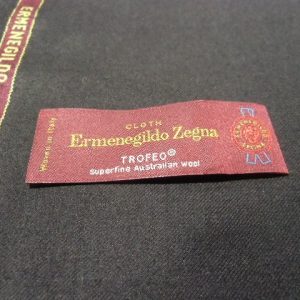 ERMENEGILDO
CLOTH
Ermenegildo Zegna
TROFEO®
Superfine Australian Wool
Woven in Italy